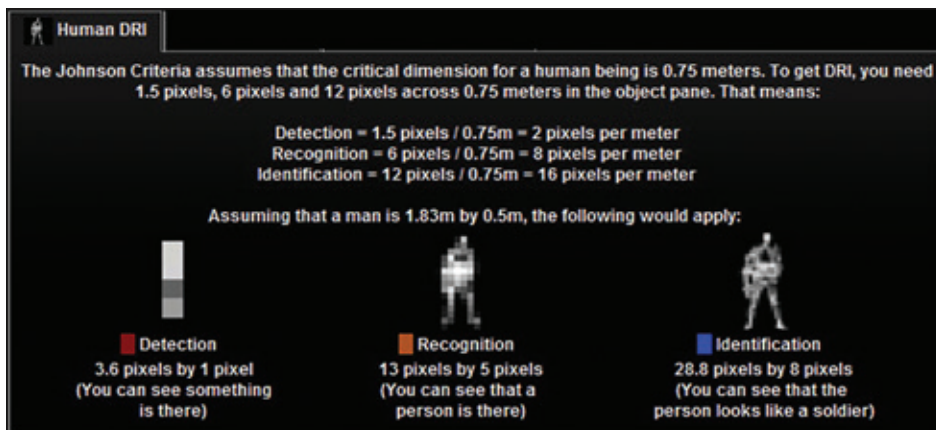 Human DRI
The Johnson Criteria assumes that the critical dimension for a human being is 0.75 meters. To get DRI, you need
1.5 pixels, 6 pixels and 12 pixels across 0.75 meters in the object pane. That means:
Detection = 1.5 pixels / 0.75m = 2 pixels per meter
Recognition = 6 pixels / 0.75m = 8 pixels per meter
Identification = 12 pixels / 0.75m = 16 pixels per meter
Assuming that a man is 1.83m by 0.5m, the following would apply:
Detection
3.6 pixels by 1 pixel
(You can see something
is there)
Recognition
13 pixels by 5 pixels
(You can see that a
person is there)
Identification
28.8 pixels by 8 pixels
(You can see that the
person looks like a soldier)